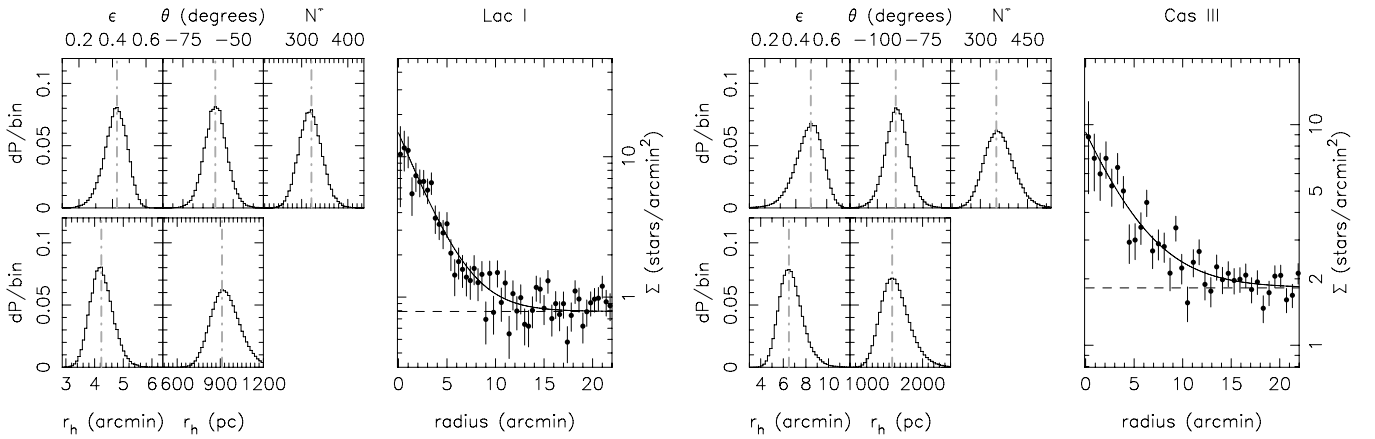 ϵ θ (degrees) N* Lac I
0.2 0.4 0.6 −75 −50 300 400
dP/bin 0 0.05 0.1
dP/bin 0 0.05 0.1
3 4 5 6 600 900 1200
r_h (arcmin) r_h (pc)
0 5 10 15 20
radius (arcmin)
1 10
Σ (stars/arcmin²)
ϵ θ (degrees) N* Cas III
0.2 0.4 0.6 −100 −75 300 450
dP/bin 0 0.05 0.1
dP/bin 0 0.05 0.1
4 6 8 10 1000 2000
r_h (arcmin) r_h (pc)
0 5 10 15 20
radius (arcmin)
1 2 5 10
Σ (stars/arcmin²)